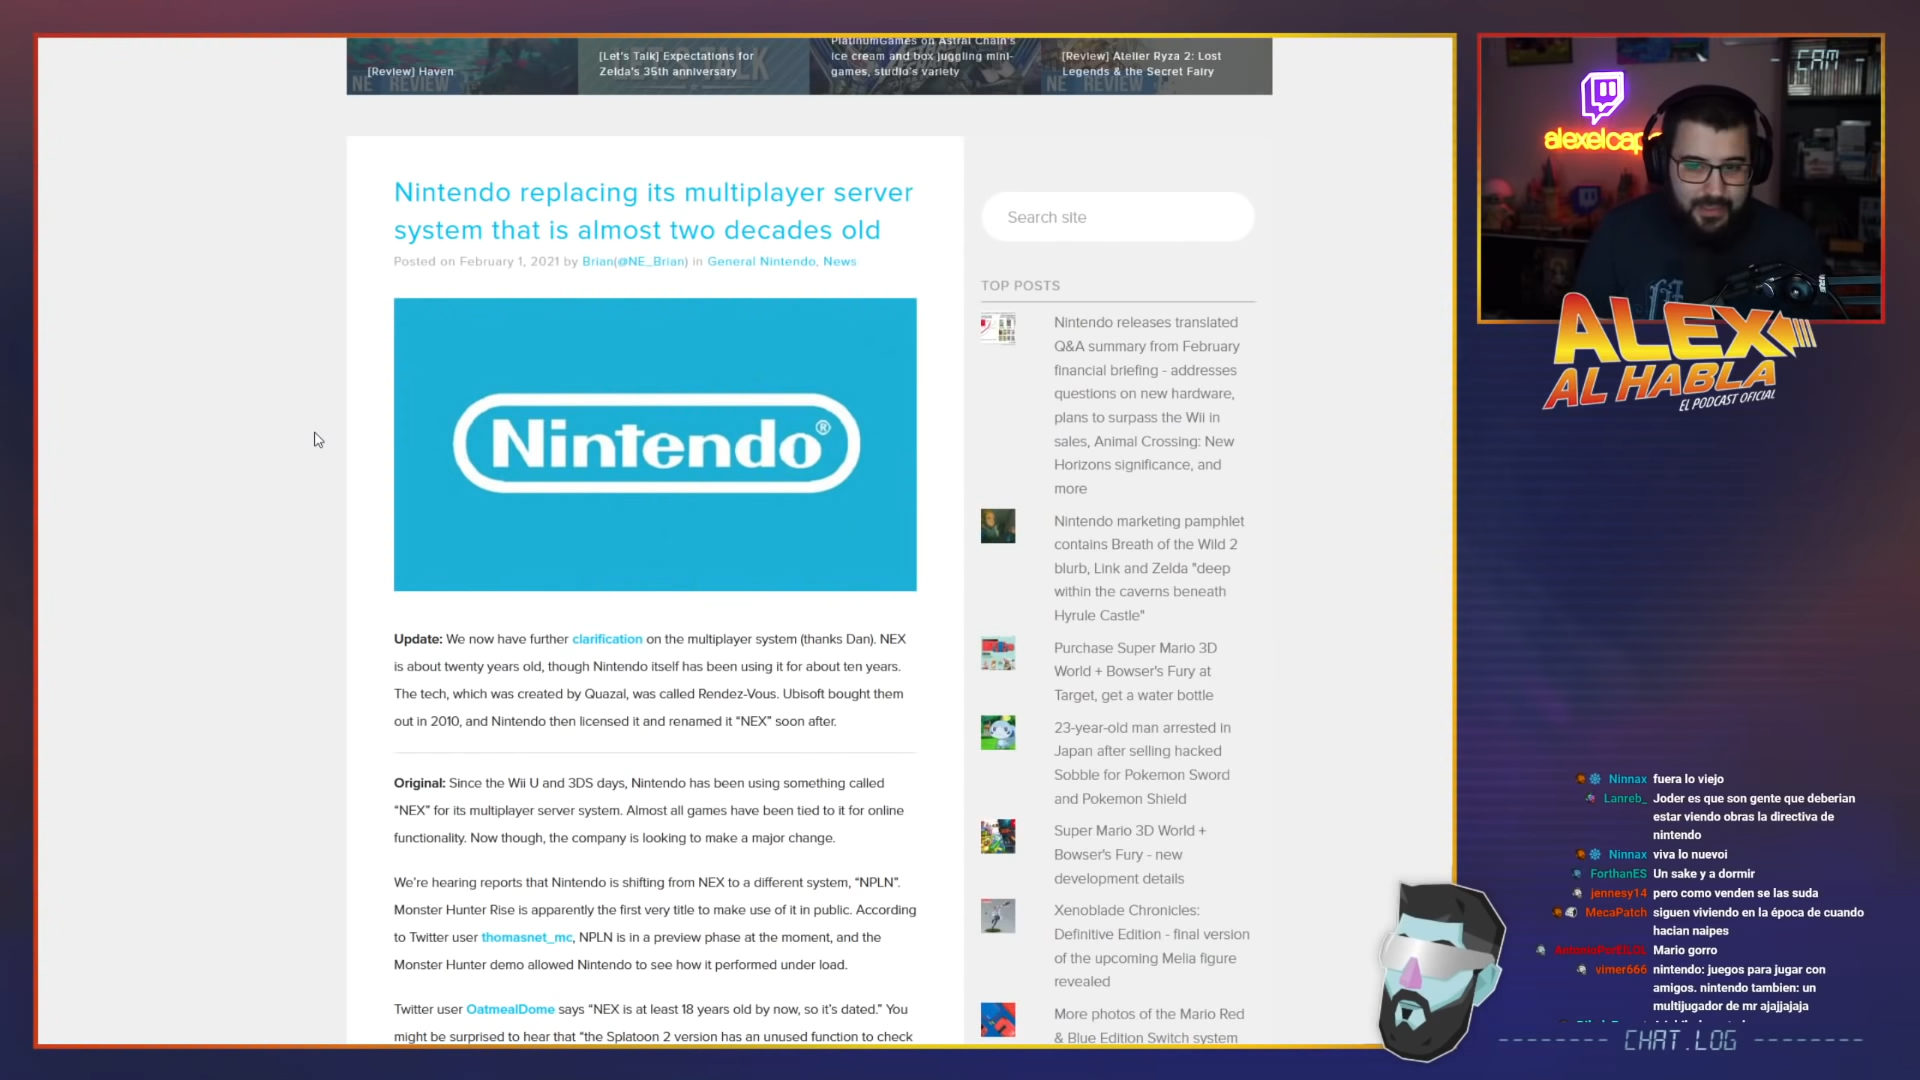 [Review] Haven
[Let's Talk] Expectations for
Zelda's 35th anniversary
PlatinumGames on Astral Chain's
ice cream and box juggling mini-
games, studio's variety
[Review] Atelier Ryza 2: Lost
Legends & the Secret Fairy
Nintendo replacing its multiplayer server
system that is almost two decades old
Posted on February 1, 2021 by Brian(@NE_Brian) in General Nintendo, News
Nintendo®
Update: We now have further clarification on the multiplayer system (thanks Dan). NEX
is about twenty years old, though Nintendo itself has been using it for about ten years.
The tech, which was created by Quazal, was called Rendez-Vous. Ubisoft bought them
out in 2010, and Nintendo then licensed it and renamed it “NEX” soon after.
Original: Since the Wii U and 3DS days, Nintendo has been using something called
“NEX” for its multiplayer server system. Almost all games have been tied to it for online
functionality. Now though, the company is looking to make a major change.
We're hearing reports that Nintendo is shifting from NEX to a different system, “NPLN”.
Monster Hunter Rise is apparently the first very title to make use of it in public. According
to Twitter user thomasnet_mc, NPLN is in a preview phase at the moment, and the
Monster Hunter demo allowed Nintendo to see how it performed under load.
Twitter user OatmealDome says “NEX is at least 18 years old by now, so it's dated.” You
might be surprised to hear that “the Splatoon 2 version has an unused function to check
Search site
TOP POSTS
Nintendo releases translated
Q&A summary from February
financial briefing - addresses
questions on new hardware,
plans to surpass the Wii in
sales, Animal Crossing: New
Horizons significance, and
more
Nintendo marketing pamphlet
contains Breath of the Wild 2
blurb, Link and Zelda "deep
within the caverns beneath
Hyrule Castle"
Purchase Super Mario 3D
World + Bowser's Fury at
Target, get a water bottle
23-year-old man arrested in
Japan after selling hacked
Sobble for Pokemon Sword
and Pokemon Shield
Super Mario 3D World +
Bowser's Fury - new
development details
Xenoblade Chronicles:
Definitive Edition - final version
of the upcoming Melia figure
revealed
More photos of the Mario Red
& Blue Edition Switch system
CAM
alexelcap
ALEX
AL HABLA
EL PODCAST OFICIAL
Ninnax fuera lo viejo
Lanreb_ Joder es que son gente que deberian
estar viendo obras la directiva de
nintendo
Ninnax viva lo nuevoi
ForthanES Un sake y a dormir
jennesy14 pero como venden se las suda
MecaPatch siguen viviendo en la época de cuando
hacian naipes
Mario gorro
vimer666 nintendo: juegos para jugar con
amigos. nintendo tambien: un
multijugador de mr ajajjajaja
CHAT.LOG